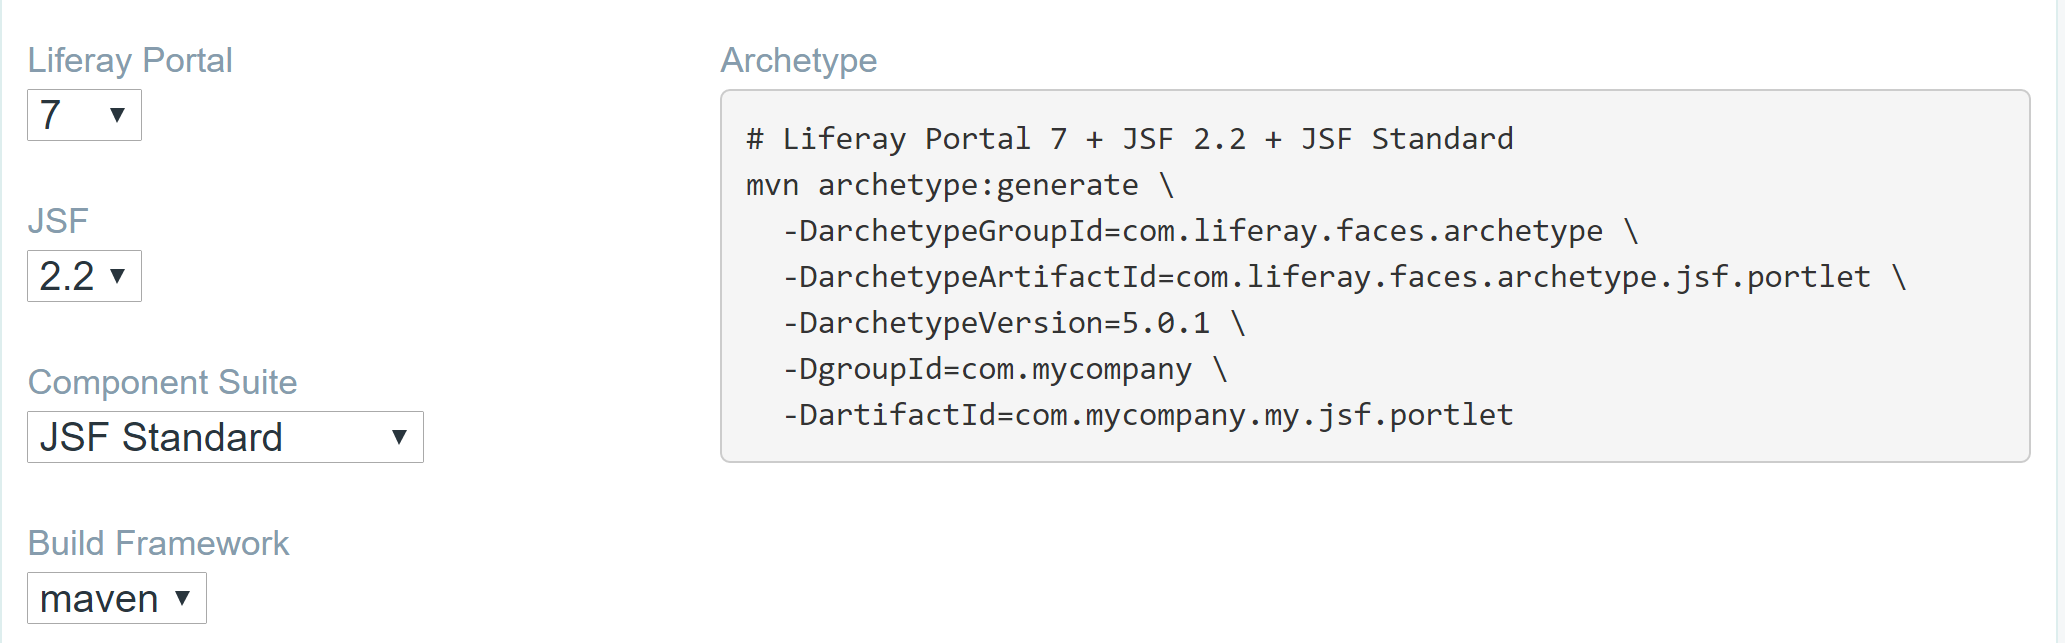 Liferay Portal
7
JSF
2.2
Component Suite
JSF Standard
Build Framework
maven
Archetype
# Liferay Portal 7 + JSF 2.2 + JSF Standard
mvn archetype:generate \
  -DarchetypeGroupId=com.liferay.faces.archetype \
  -DarchetypeArtifactId=com.liferay.faces.archetype.jsf.portlet \
  -DarchetypeVersion=5.0.1 \
  -DgroupId=com.mycompany \
  -DartifactId=com.mycompany.my.jsf.portlet